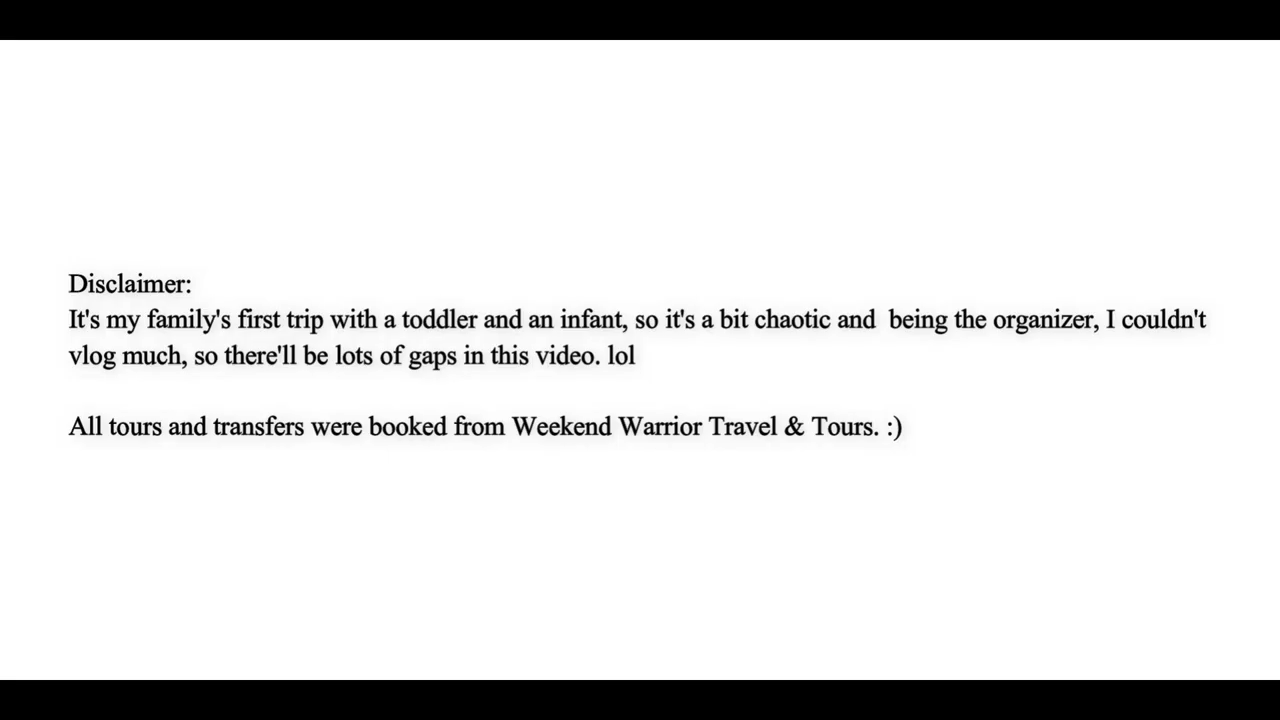 Disclaimer:
It's my family's first trip with a toddler and an infant, so it's a bit chaotic and  being the organizer, I couldn't
vlog much, so there'll be lots of gaps in this video. lol
All tours and transfers were booked from Weekend Warrior Travel & Tours. :)